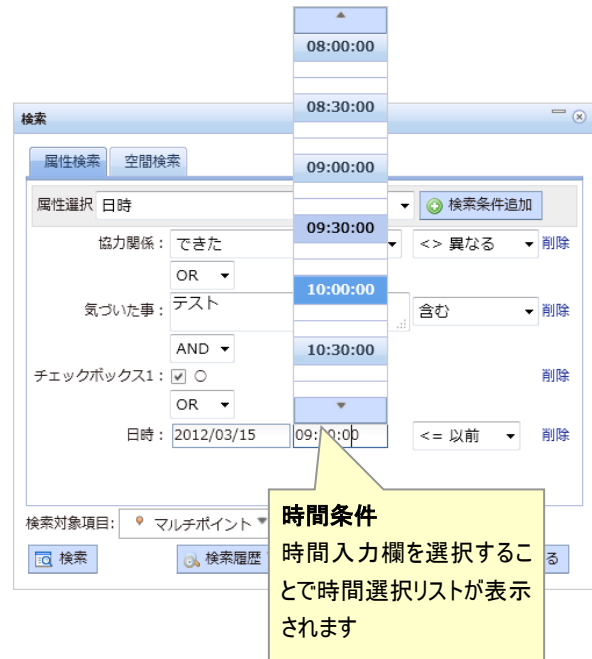 08:00:00
08:30:00
検索
属性検索 空間検索
09:00:00
属性選択 日時 検索条件追加
09:30:00
協力関係： できた <> 異なる 削除
OR
10:00:00
気づいた事： テスト 含む 削除
AND
10:30:00
チェックボックス1： ○ 削除
OR
日時： 2012/03/15 <= 以前 削除
検索対象項目: マルチポイント
検索 検索履歴 る
時間条件
時間入力欄を選択するこ
とで時間選択リストが表示
されます